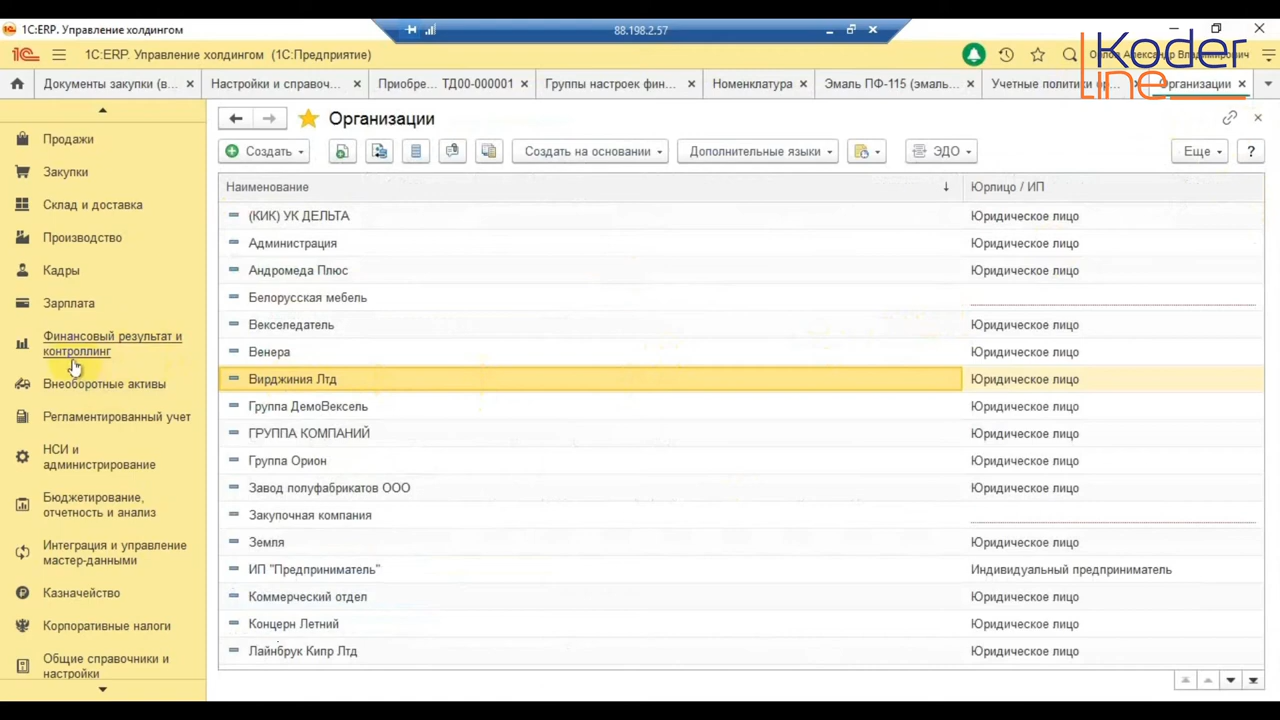 1С:ERP. Управление холдингом
88.198.2.57
1С:ERP. Управление холдингом (1С:Предприятие)
Орлов Александр Владимирович
Koder
Line
Документы закупки (в...
Настройки и справоч...
Приобре... ТД00-000001
Группы настроек фин...
Номенклатура
Эмаль ПФ-115 (эмаль...
Учетные политики ор...
Организации
Продажи
Закупки
Склад и доставка
Производство
Кадры
Зарплата
Финансовый результат и
контроллинг
Внеоборотные активы
Регламентированный учет
НСИ и
администрирование
Бюджетирование,
отчетность и анализ
Интеграция и управление
мастер-данными
Казначейство
Корпоративные налоги
Общие справочники и
настройки
Организации
Создать
Создать на основании
Дополнительные языки
ЭДО
Еще
?
Наименование ↓ Юрлицо / ИП
(КИК) УК ДЕЛЬТА Юридическое лицо
Администрация Юридическое лицо
Андромеда Плюс Юридическое лицо
Белорусская мебель
Векселедатель Юридическое лицо
Венера Юридическое лицо
Вирджиния Лтд Юридическое лицо
Группа ДемоВексель Юридическое лицо
ГРУППА КОМПАНИЙ Юридическое лицо
Группа Орион Юридическое лицо
Завод полуфабрикатов ООО Юридическое лицо
Закупочная компания
Земля Юридическое лицо
ИП "Предприниматель" Индивидуальный предприниматель
Коммерческий отдел Юридическое лицо
Концерн Летний Юридическое лицо
Лайнбрук Кипр Лтд Юридическое лицо